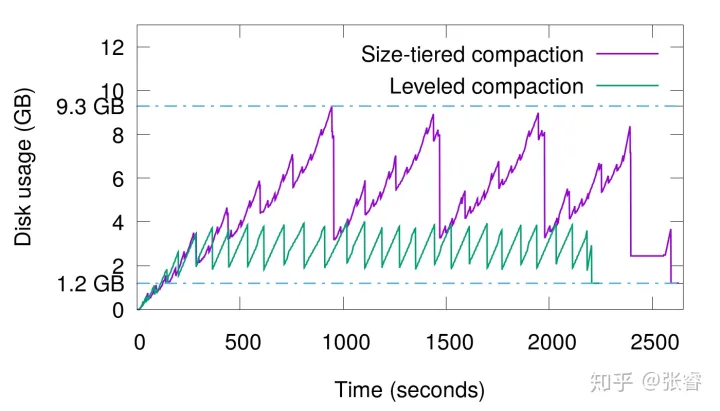 12
Size-tiered compaction
Leveled compaction
10
9.3 GB
8
6
4
2
1.2 GB
0
Disk usage (GB)
0 500 1000 1500 2000 2500
Time (seconds)
知乎 @张睿